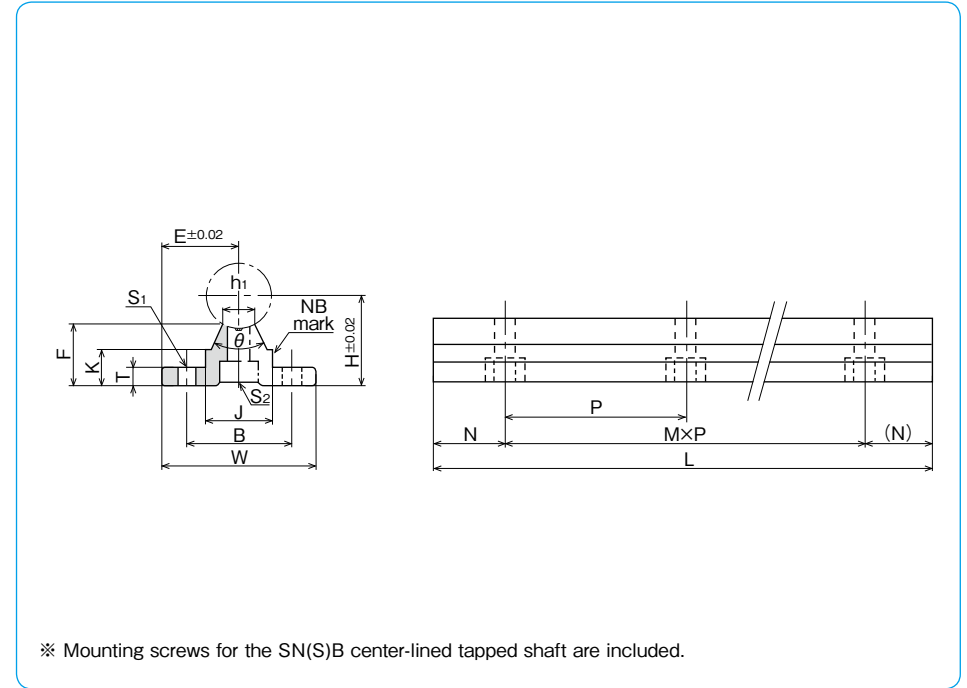 E±0.02
h1
S1
NB
mark
F
K
T
θ
H±0.02
S2
J
B
W
P
N
M×P
(N)
L
※ Mounting screws for the SN(S)B center-lined tapped shaft are included.